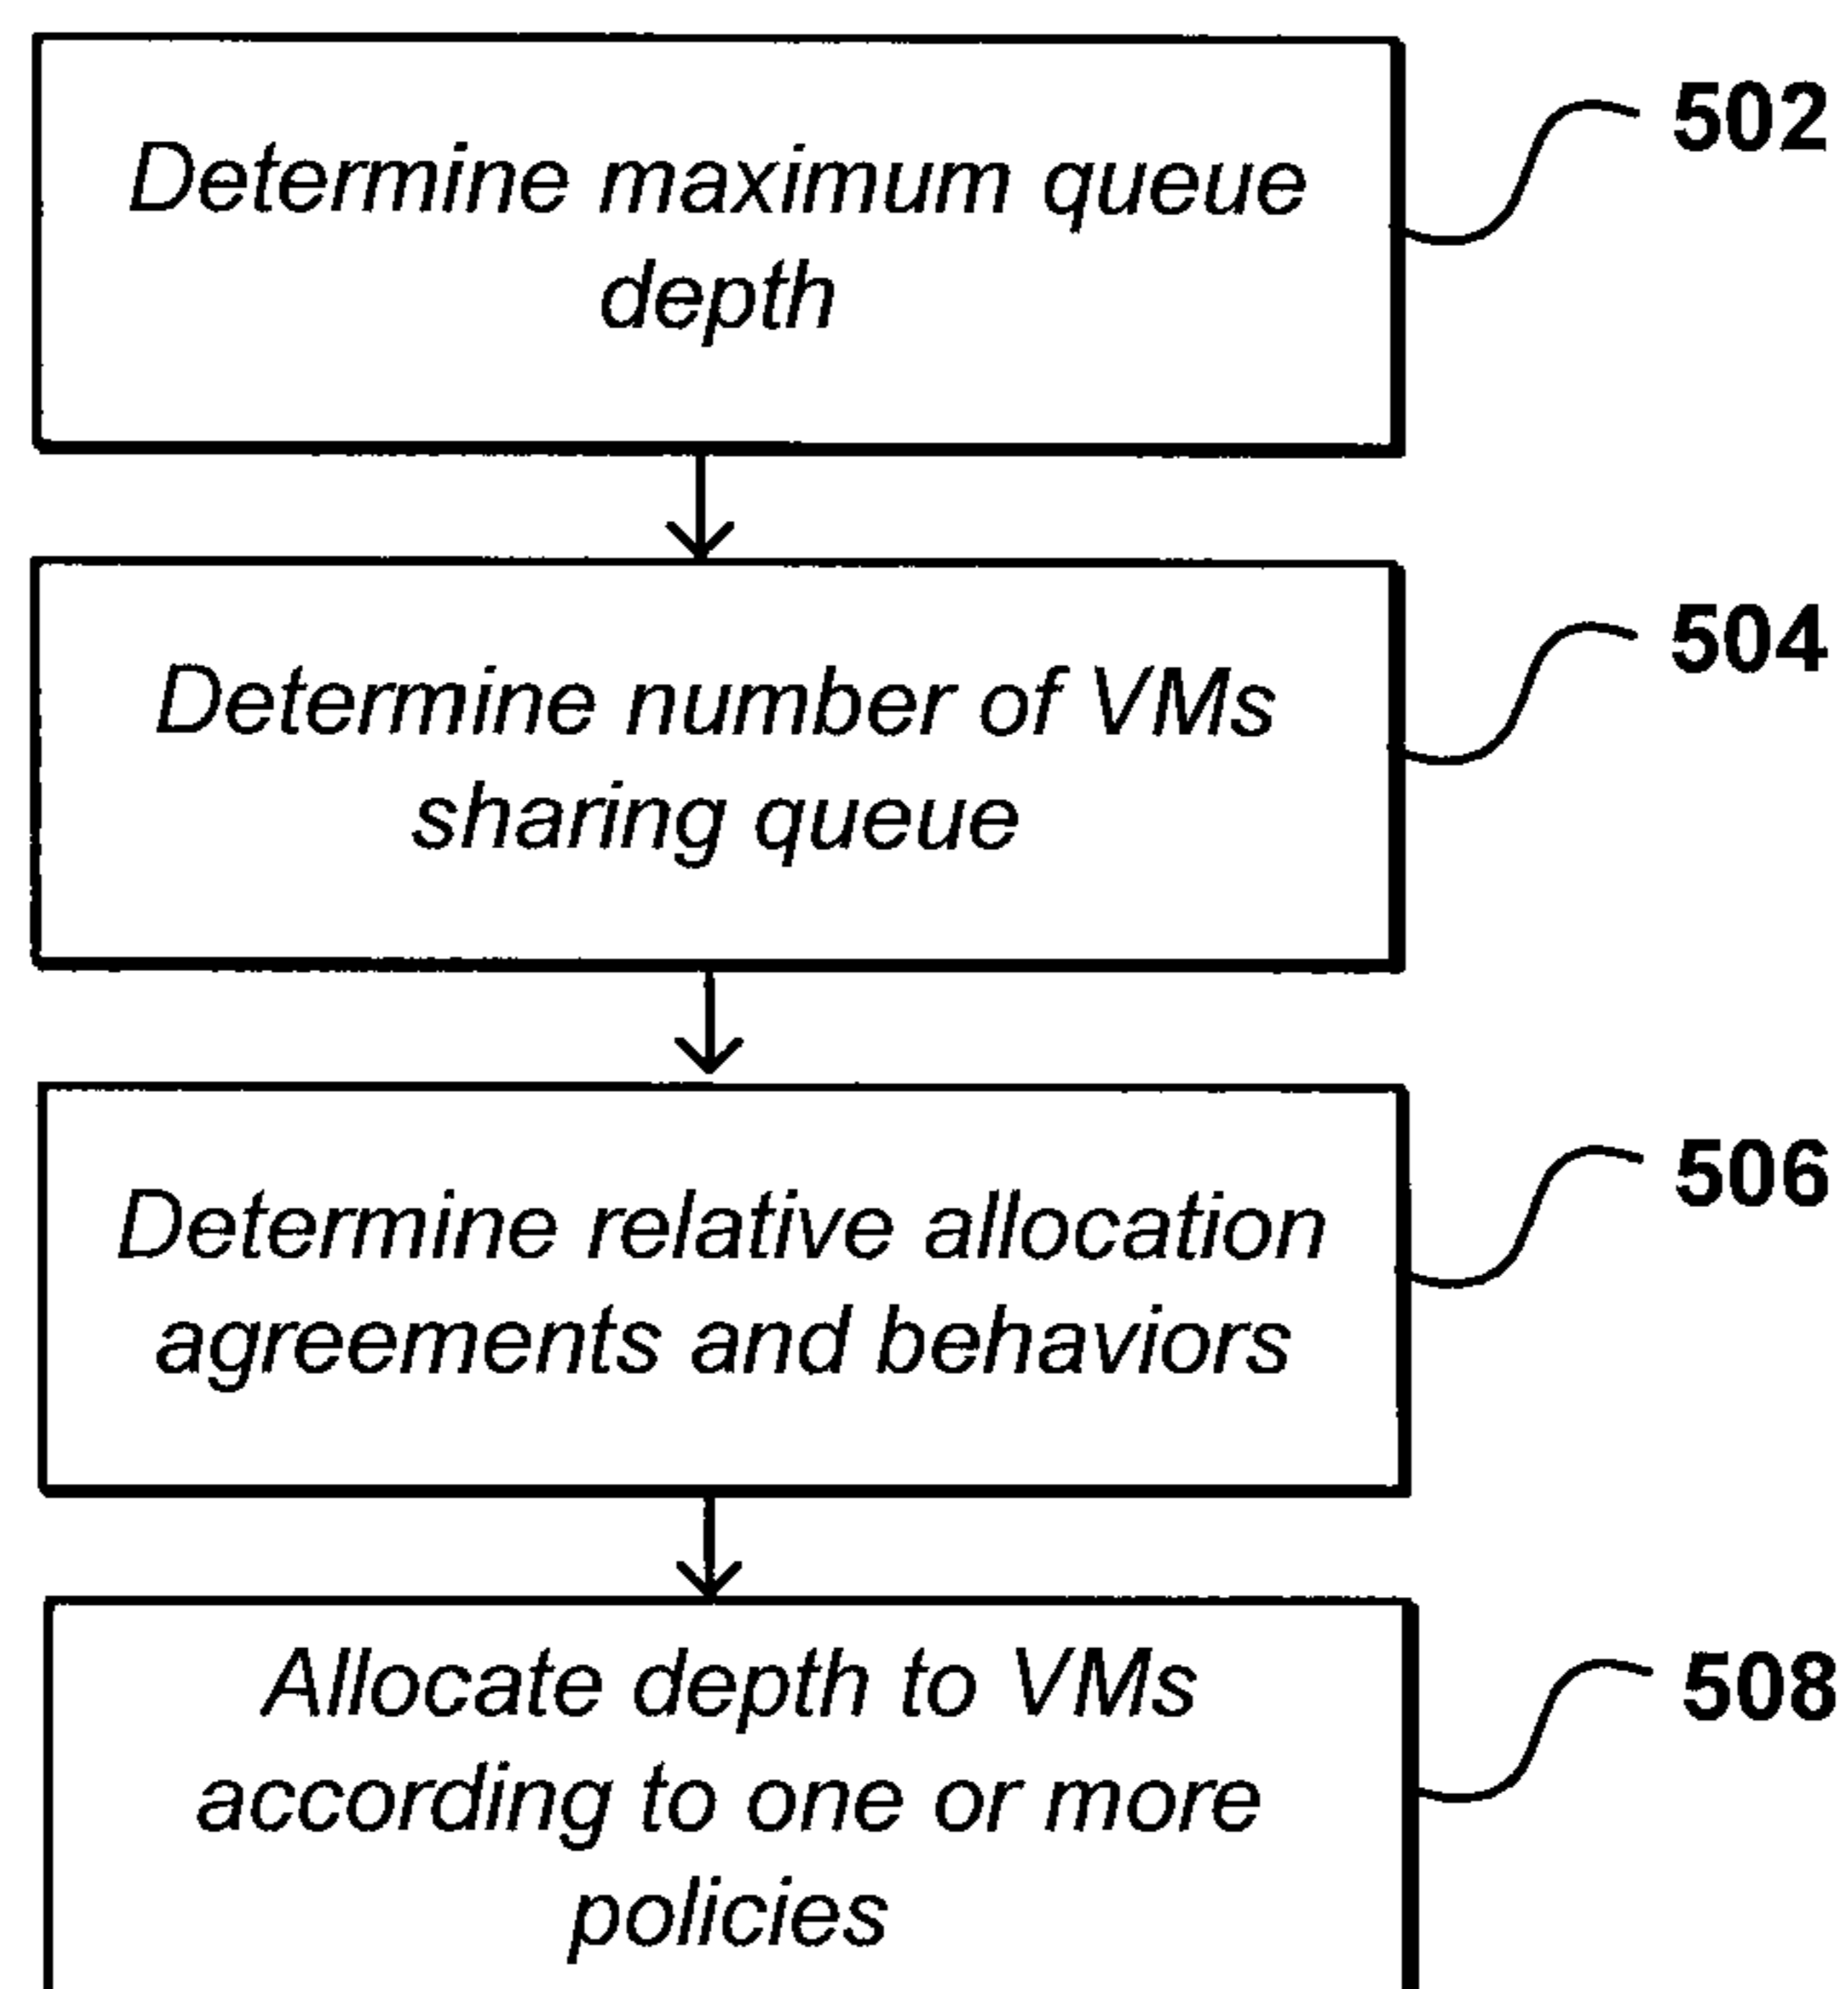 Determine maximum queue
depth
502
Determine number of VMs
sharing queue
504
Determine relative allocation
agreements and behaviors
506
Allocate depth to VMs
according to one or more
policies
508